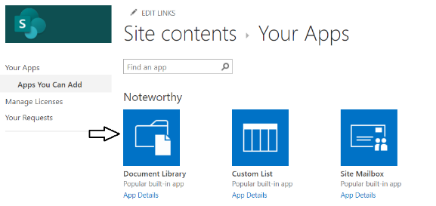 S
EDIT LINKS
Site contents › Your Apps
Your Apps
Apps You Can Add
Manage Licenses
Your Requests
Find an app
Noteworthy
Document Library
Popular built-in app
App Details
Custom List
Popular built-in app
App Details
Site Mailbox
Popular built-in app
App Details